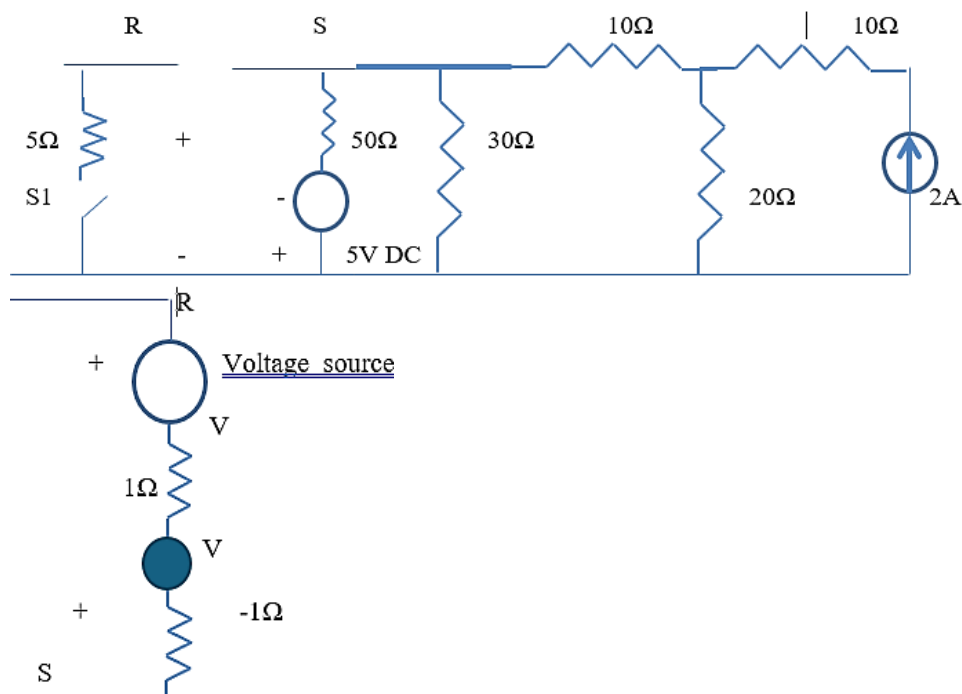 R S 10Ω 10Ω
5Ω + 50Ω 30Ω
S1 - 20Ω 2A
- + 5V DC
R
+ Voltage source
V
1Ω
V
+ -1Ω
S